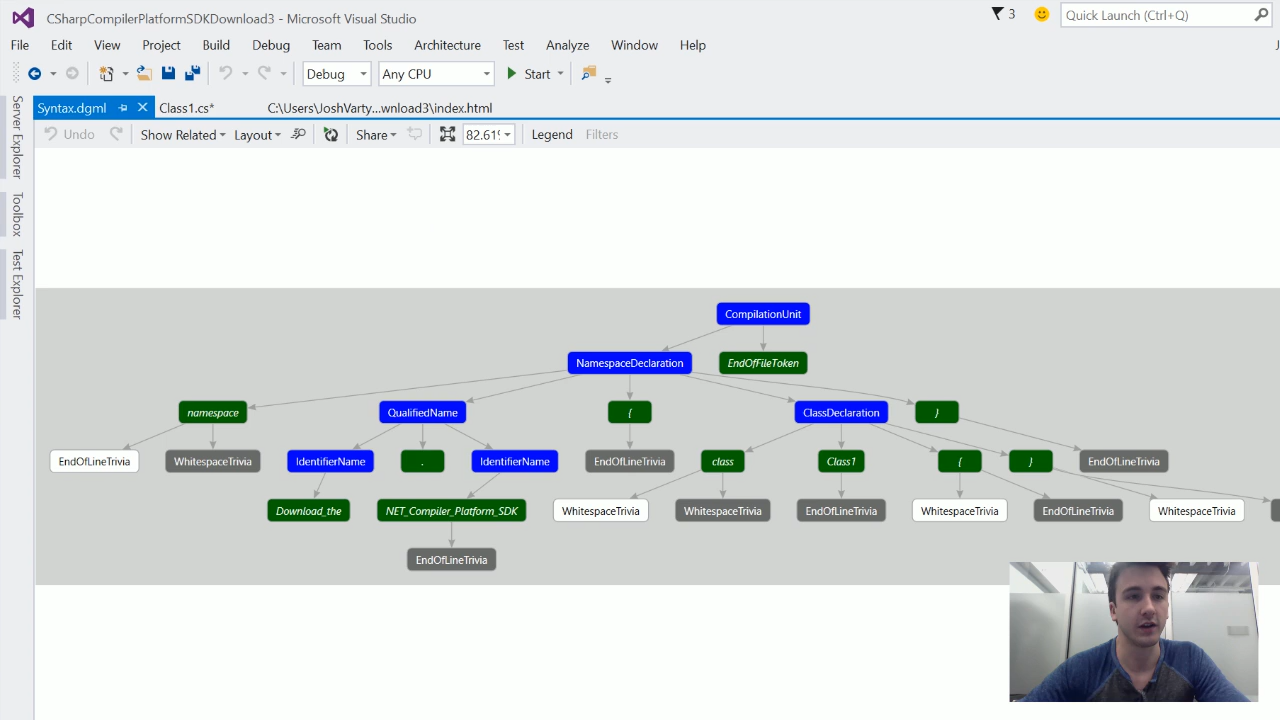 CSharpCompilerPlatformSDKDownload3 - Microsoft Visual Studio
3
Quick Launch (Ctrl+Q)
File Edit View Project Build Debug Team Tools Architecture Test Analyze Window Help
Debug Any CPU Start
Syntax.dgml Class1.cs* C:\Users\JoshVarty...wnload3\index.html
Undo Show Related Layout Share 82.61% Legend Filters
Server Explorer
Toolbox
Test Explorer
CompilationUnit
NamespaceDeclaration EndOfFileToken
namespace QualifiedName { ClassDeclaration }
EndOfLineTrivia WhitespaceTrivia IdentifierName . IdentifierName EndOfLineTrivia class Class1 { } EndOfLineTrivia
Download_the NET_Compiler_Platform_SDK WhitespaceTrivia WhitespaceTrivia EndOfLineTrivia WhitespaceTrivia EndOfLineTrivia WhitespaceTrivia
EndOfLineTrivia